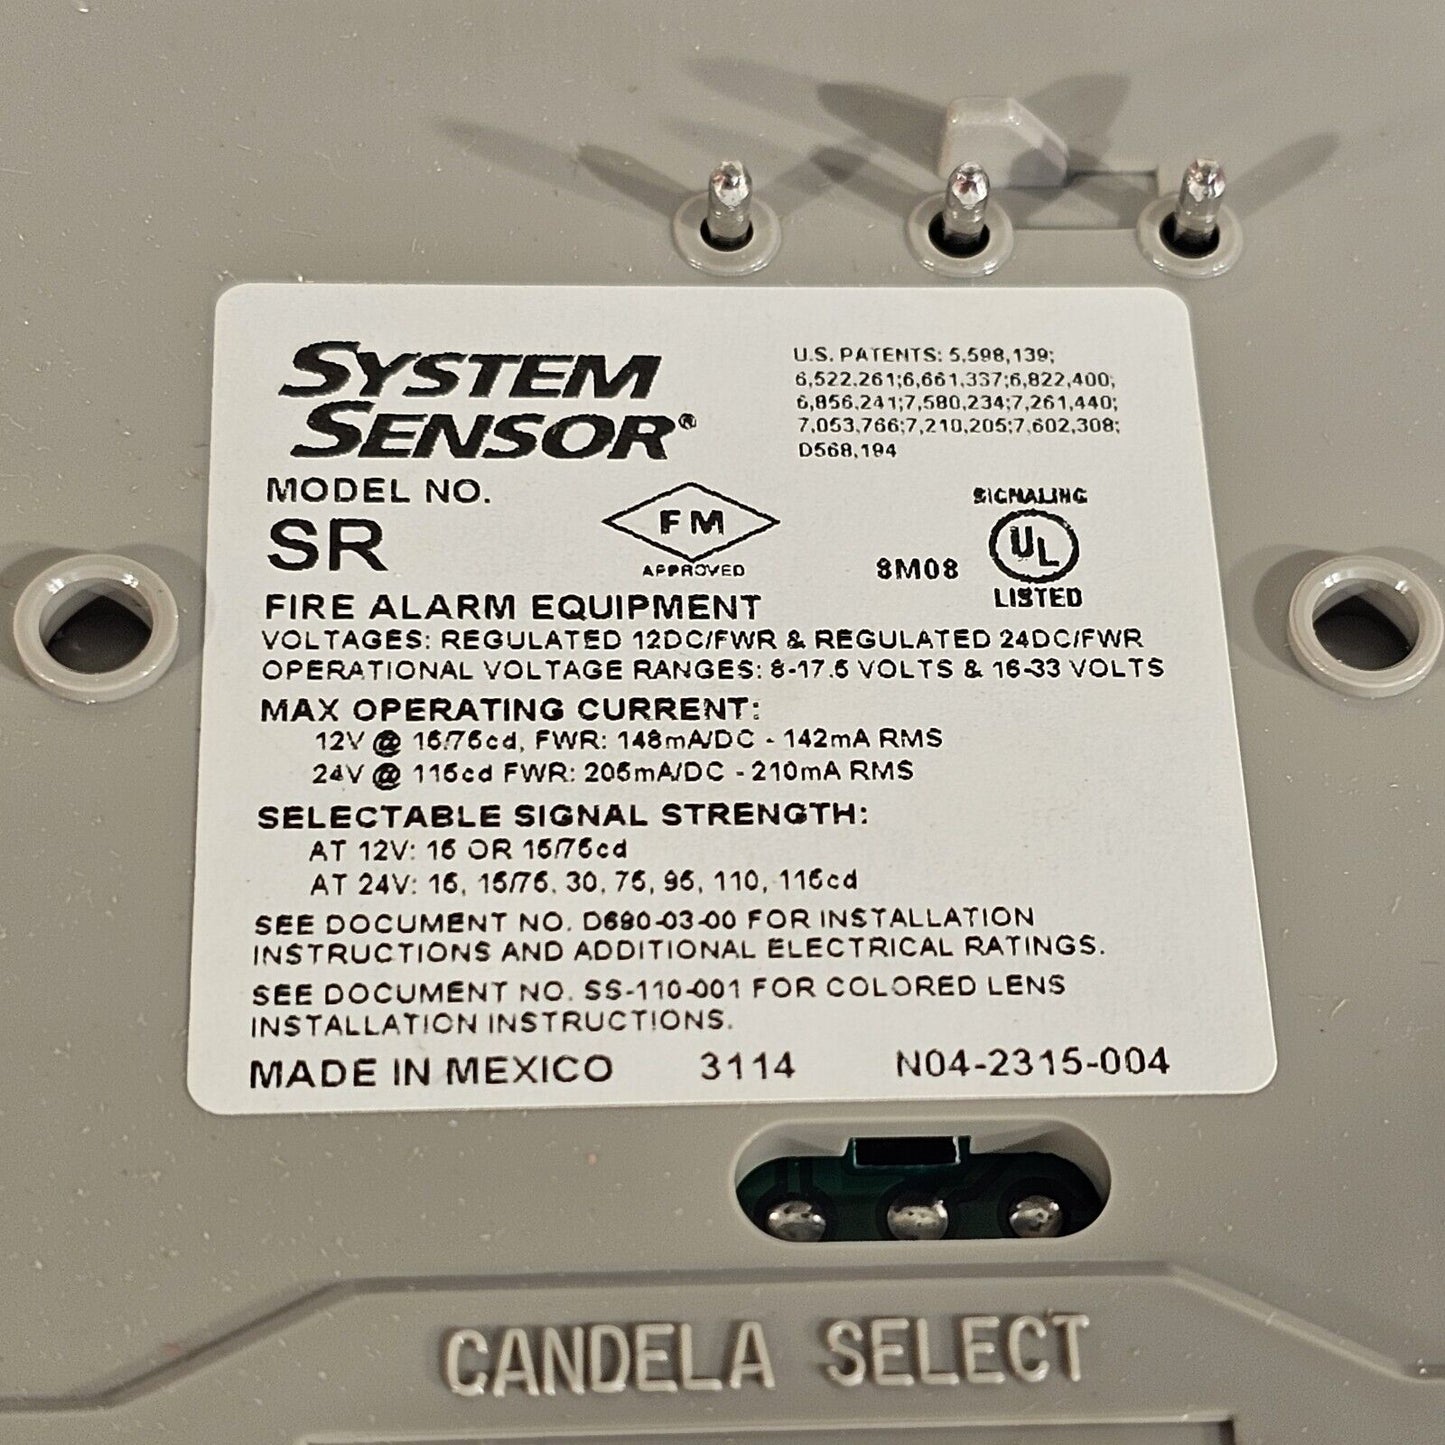 SYSTEM
SENSOR®
U.S. PATENTS: 5,598,139;
6,522,261;6,661,337;6,822,400;
6,856,241;7,580,234;7,261,440;
7,053,766;7,210,205;7,602,308;
D568,194
MODEL NO.
SR
FM
APPROVED
8M08
SIGNALING
UL
LISTED
FIRE ALARM EQUIPMENT
VOLTAGES: REGULATED 12DC/FWR & REGULATED 24DC/FWR
OPERATIONAL VOLTAGE RANGES: 8-17.5 VOLTS & 16-33 VOLTS
MAX OPERATING CURRENT:
12V @ 15/75cd, FWR: 148mA/DC - 142mA RMS
24V @ 115cd FWR: 205mA/DC - 210mA RMS
SELECTABLE SIGNAL STRENGTH:
AT 12V: 15 OR 15/75cd
AT 24V: 15, 15/75, 30, 75, 95, 110, 115cd
SEE DOCUMENT NO. D690-03-00 FOR INSTALLATION
INSTRUCTIONS AND ADDITIONAL ELECTRICAL RATINGS.
SEE DOCUMENT NO. SS-110-001 FOR COLORED LENS
INSTALLATION INSTRUCTIONS.
MADE IN MEXICO 3114 N04-2315-004
CANDELA SELECT